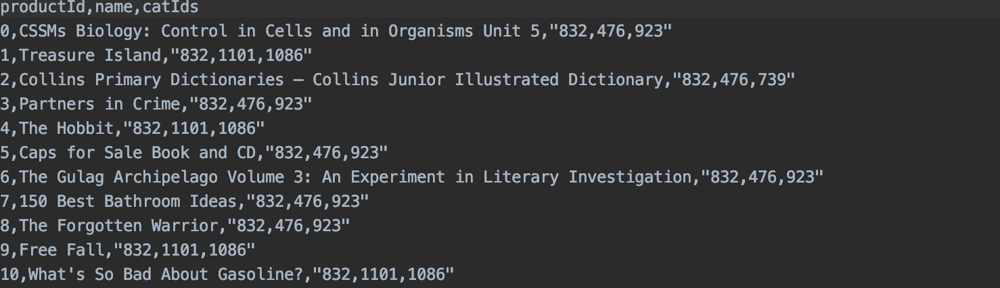 productId,name,catIds
0,CSSMs Biology: Control in Cells and in Organisms Unit 5,"832,476,923"
1,Treasure Island,"832,1101,1086"
2,Collins Primary Dictionaries – Collins Junior Illustrated Dictionary,"832,476,739"
3,Partners in Crime,"832,476,923"
4,The Hobbit,"832,1101,1086"
5,Caps for Sale Book and CD,"832,476,923"
6,The Gulag Archipelago Volume 3: An Experiment in Literary Investigation,"832,476,923"
7,150 Best Bathroom Ideas,"832,476,923"
8,The Forgotten Warrior,"832,476,923"
9,Free Fall,"832,1101,1086"
10,What's So Bad About Gasoline?,"832,1101,1086"